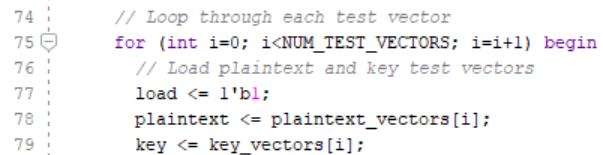 74 // Loop through each test vector
75 for (int i=0; i<NUM_TEST_VECTORS; i=i+1) begin
76 // Load plaintext and key test vectors
77 load <= 1'b1;
78 plaintext <= plaintext_vectors[i];
79 key <= key_vectors[i];